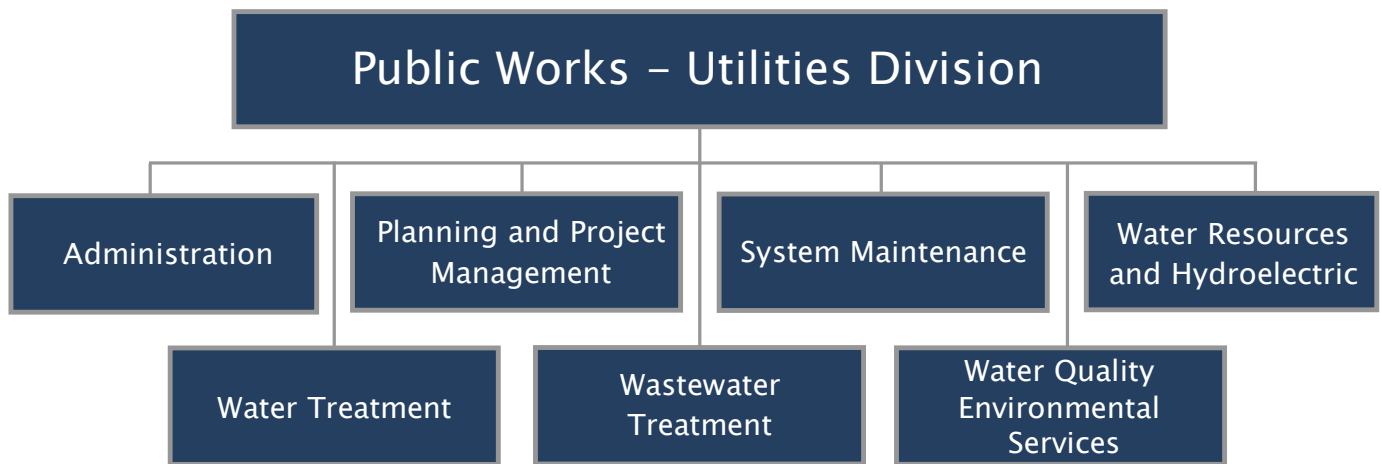 Public Works – Utilities Division
Administration
Planning and Project
Management
System Maintenance
Water Resources
and Hydroelectric
Water Treatment
Wastewater
Treatment
Water Quality
Environmental
Services